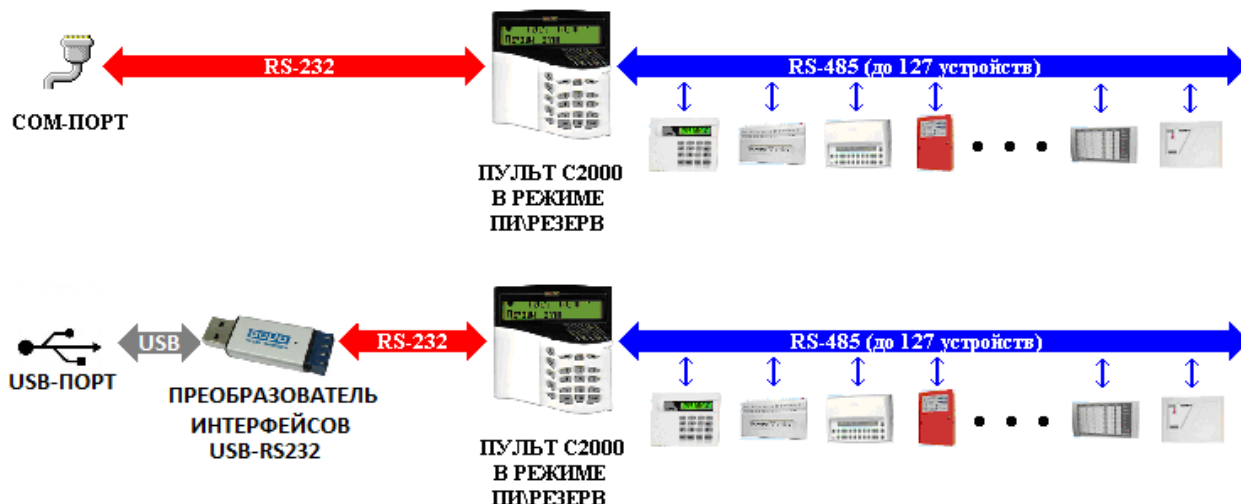 RS-232
RS-485 (до 127 устройств)
COM-ПОРТ
ПУЛЬТ С2000
В РЕЖИМЕ
ПИ\РЕЗЕРВ
USB
RS-232
RS-485 (до 127 устройств)
USB-ПОРТ
ПРЕОБРАЗОВАТЕЛЬ
ИНТЕРФЕЙСОВ
USB-RS232
ПУЛЬТ С2000
В РЕЖИМЕ
ПИ\РЕЗЕРВ